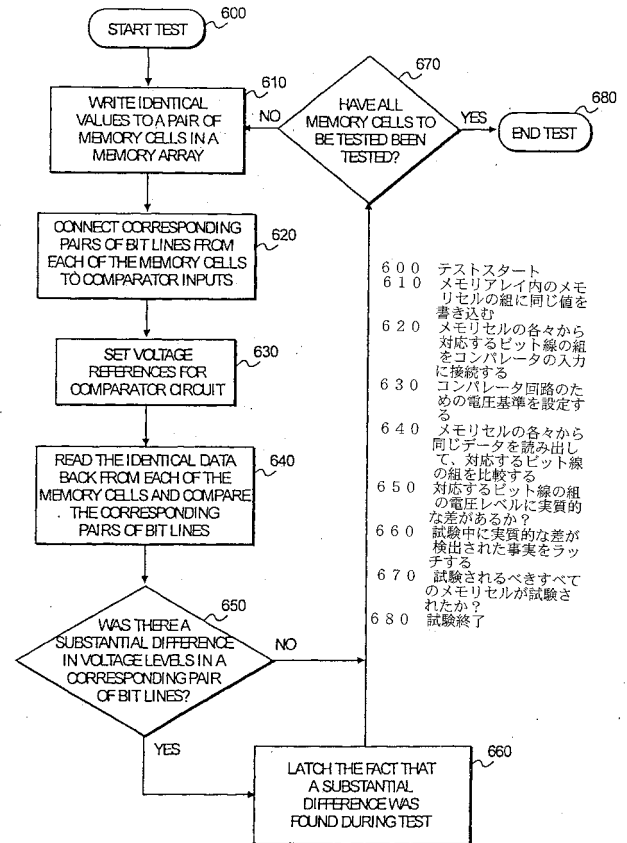 START TEST
600
610
WRITE IDENTICAL
VALUES TO A PAIR OF
MEMORY CELLS IN A
MEMORY ARRAY
NO
670
HAVE ALL
MEMORY CELLS TO
BE TESTED BEEN
TESTED?
YES
680
END TEST
CONNECT CORRESPONDING
PAIRS OF BIT LINES FROM
EACH OF THE MEMORY CELLS
TO COMPARATOR INPUTS
620
SET VOLTAGE
REFERENCES FOR
COMPARATOR CIRCUIT
630
READ THE IDENTICAL DATA
BACK FROM EACH OF THE
MEMORY CELLS AND COMPARE
THE CORRESPONDING
PAIRS OF BIT LINES
640
WAS THERE A
SUBSTANTIAL DIFFERENCE
IN VOLTAGE LEVELS IN A
CORRESPONDING PAIR
OF BIT LINES?
650
NO
YES
LATCH THE FACT THAT
A SUBSTANTIAL
DIFFERENCE WAS
FOUND DURING TEST
660
600 テストスタート
610 メモリアレイ内のメモ
リセルの組に同じ値を
書き込む
620 メモリセルの各々から
対応するビット線の組
をコンパレータの入力
に接続する
630 コンパレータ回路のた
めの電圧基準を設定す
る
640 メモリセルの各々から
同じデータを読み出し
て、対応するビット線
の組を比較する
650 対応するビット線の組
の電圧レベルに実質的
な差があるか？
660 試験中に実質的な差が
検出された事実をラッ
チする
670 試験されるべきすべて
のメモリセルが試験さ
れたか？
680 試験終了